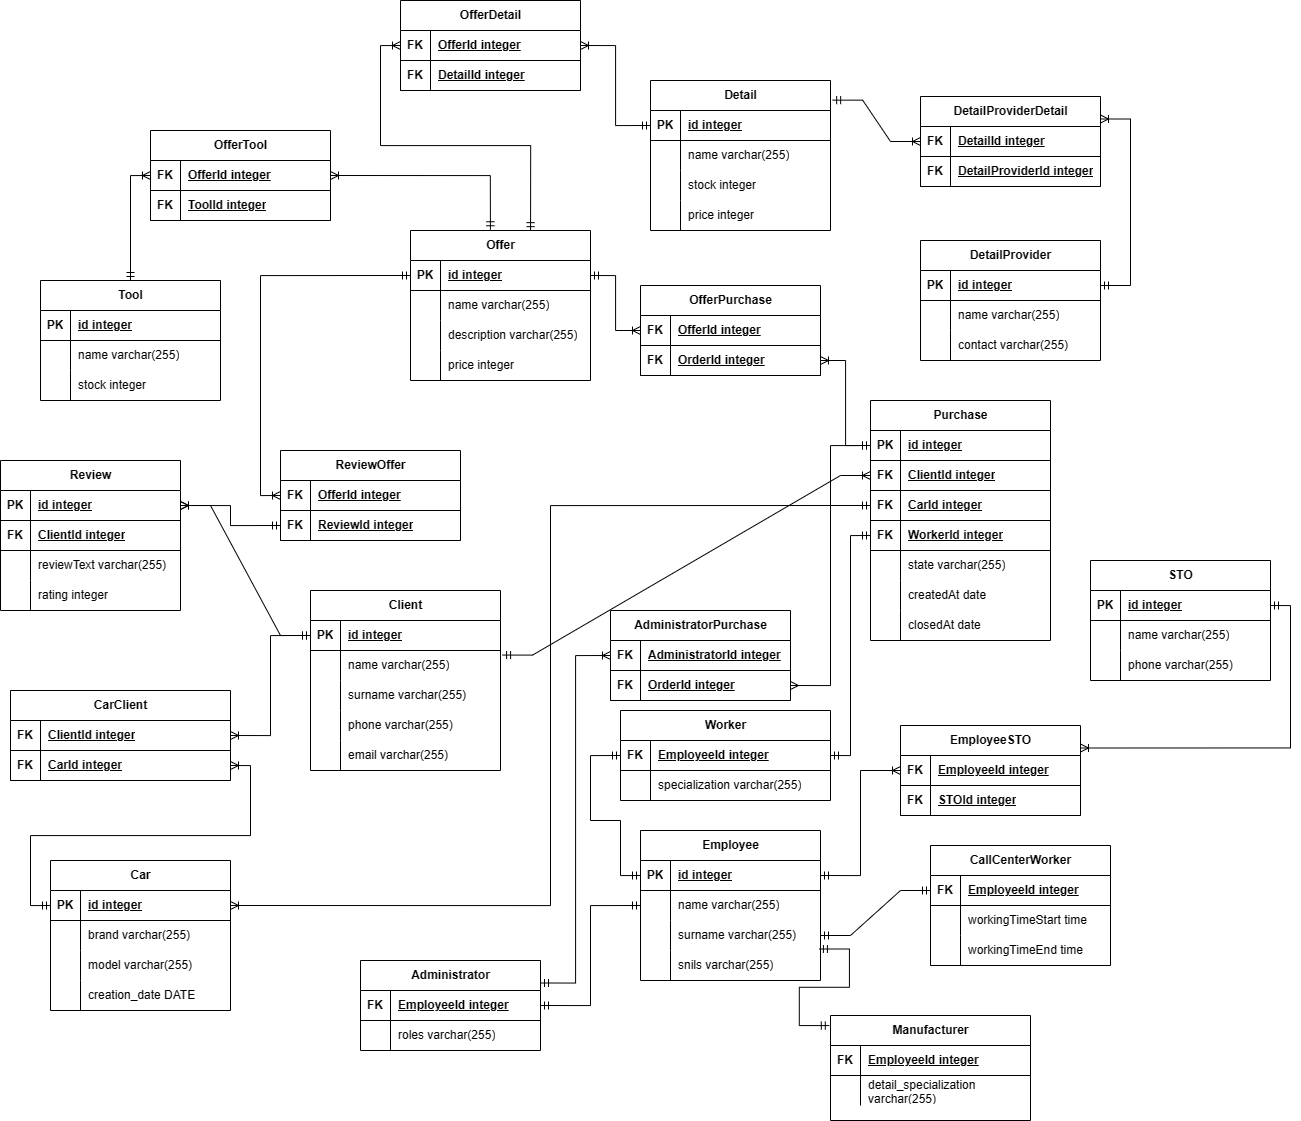 OfferDetail
FK OfferId integer
FK DetailId integer
Detail
PK id integer
name varchar(255)
stock integer
price integer
DetailProviderDetail
FK DetailId integer
FK DetailProviderId integer
OfferTool
FK OfferId integer
FK ToolId integer
Offer
PK id integer
name varchar(255)
description varchar(255)
price integer
DetailProvider
PK id integer
name varchar(255)
contact varchar(255)
Tool
PK id integer
name varchar(255)
stock integer
OfferPurchase
FK OfferId integer
FK OrderId integer
Purchase
PK id integer
FK ClientId integer
FK CarId integer
FK WorkerId integer
state varchar(255)
createdAt date
closedAt date
Review
PK id integer
FK ClientId integer
reviewText varchar(255)
rating integer
ReviewOffer
FK OfferId integer
FK ReviewId integer
STO
PK id integer
name varchar(255)
phone varchar(255)
Client
PK id integer
name varchar(255)
surname varchar(255)
phone varchar(255)
email varchar(255)
AdministratorPurchase
FK AdministratorId integer
FK OrderId integer
CarClient
FK ClientId integer
FK CarId integer
Worker
FK EmployeeId integer
specialization varchar(255)
EmployeeSTO
FK EmployeeId integer
FK STOId integer
Employee
PK id integer
name varchar(255)
surname varchar(255)
snils varchar(255)
CallCenterWorker
FK EmployeeId integer
workingTimeStart time
workingTimeEnd time
Car
PK id integer
brand varchar(255)
model varchar(255)
creation_date DATE
Administrator
FK EmployeeId integer
roles varchar(255)
Manufacturer
FK EmployeeId integer
detail_specialization
varchar(255)